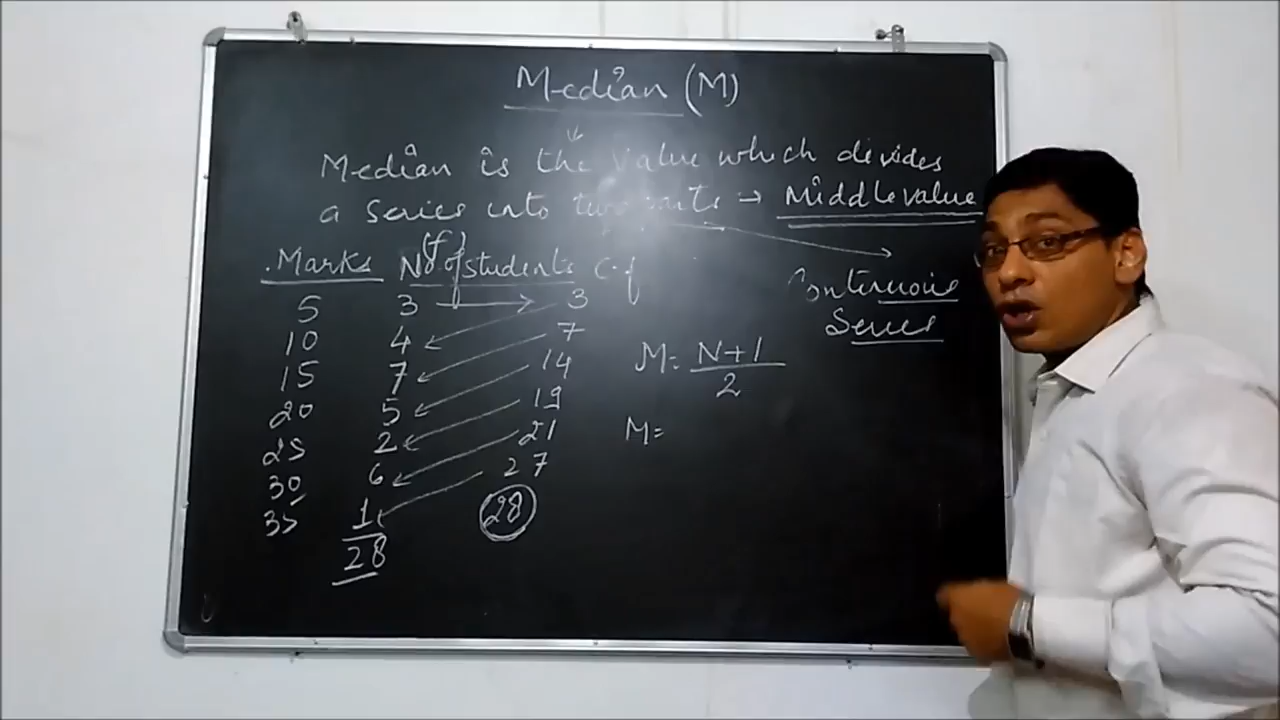 Median (M)
Median is the value which divides
a series into two parts → Middle value
Continuous
Series
(f)
Marks No of students C.f
5 3 3
10 4 7
15 7 14
20 5 19
25 2 21
30 6 27
35 1 28
28
M = N+1
2
M=